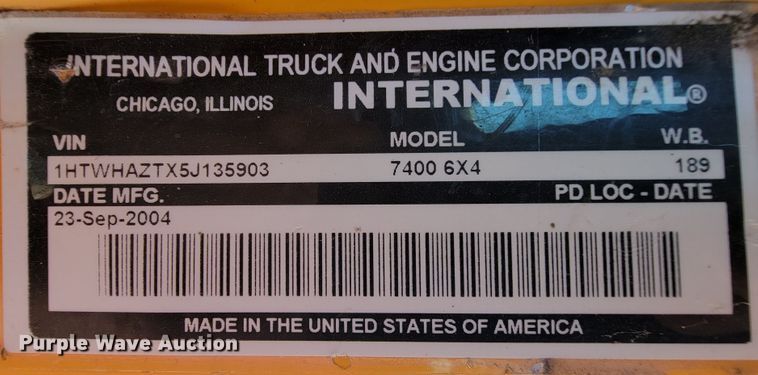 INTERNATIONAL TRUCK AND ENGINE CORPORATION
CHICAGO, ILLINOIS INTERNATIONAL®
VIN MODEL W.B.
1HTWHAZTX5J135903 7400 6X4 189
DATE MFG. PD LOC - DATE
23-Sep-2004
MADE IN THE UNITED STATES OF AMERICA
Purple Wave Auction